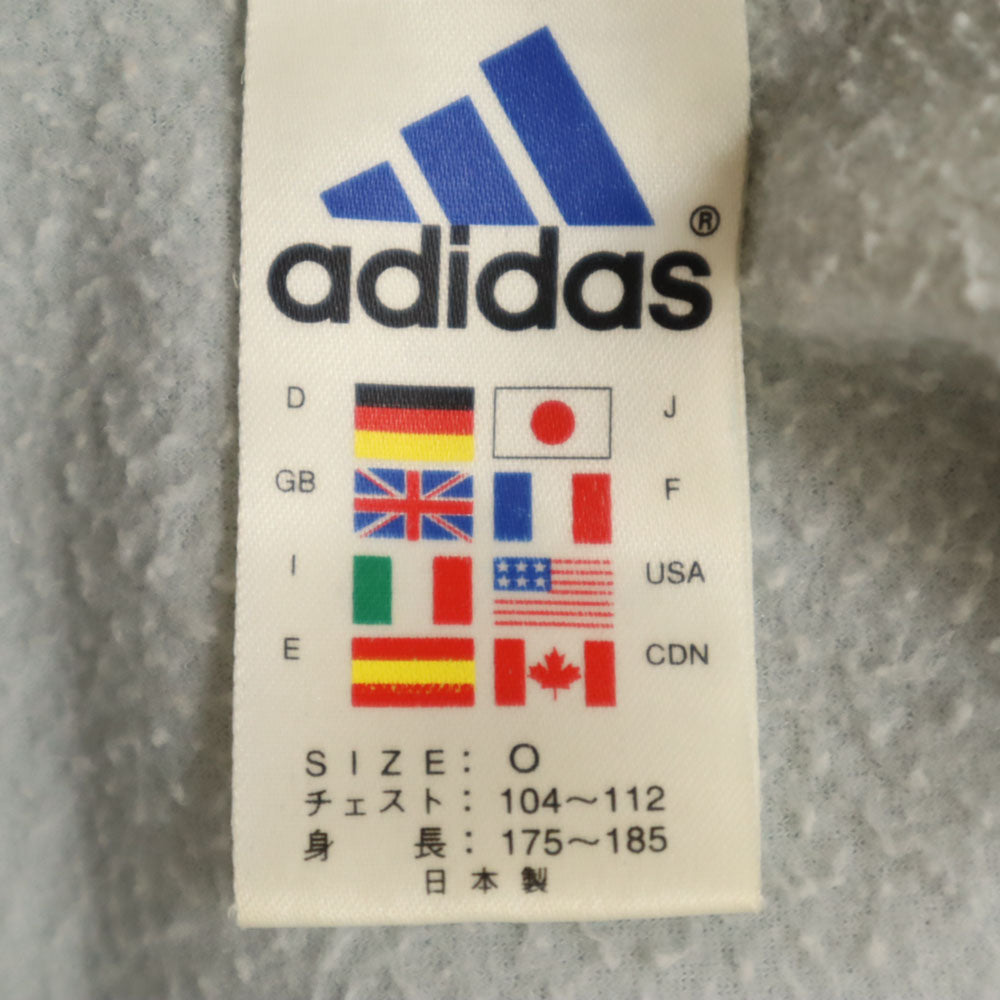 adidas®
D J
GB F
I USA
E CDN
SIZE: O
チェスト: 104～112
身長: 175～185
日本製